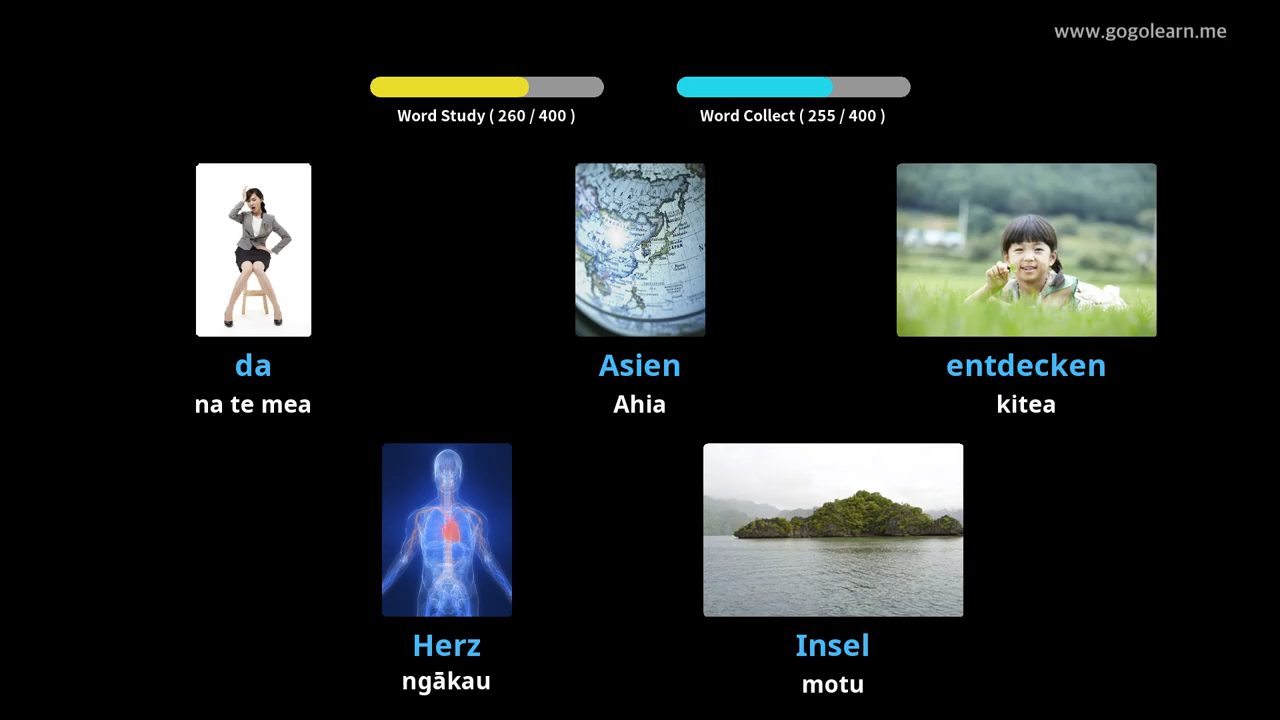 www.gogolearn.me
Word Study ( 260 / 400 )
Word Collect ( 255 / 400 )
da
na te mea
Asien
Ahia
entdecken
kitea
Herz
ngākau
Insel
motu